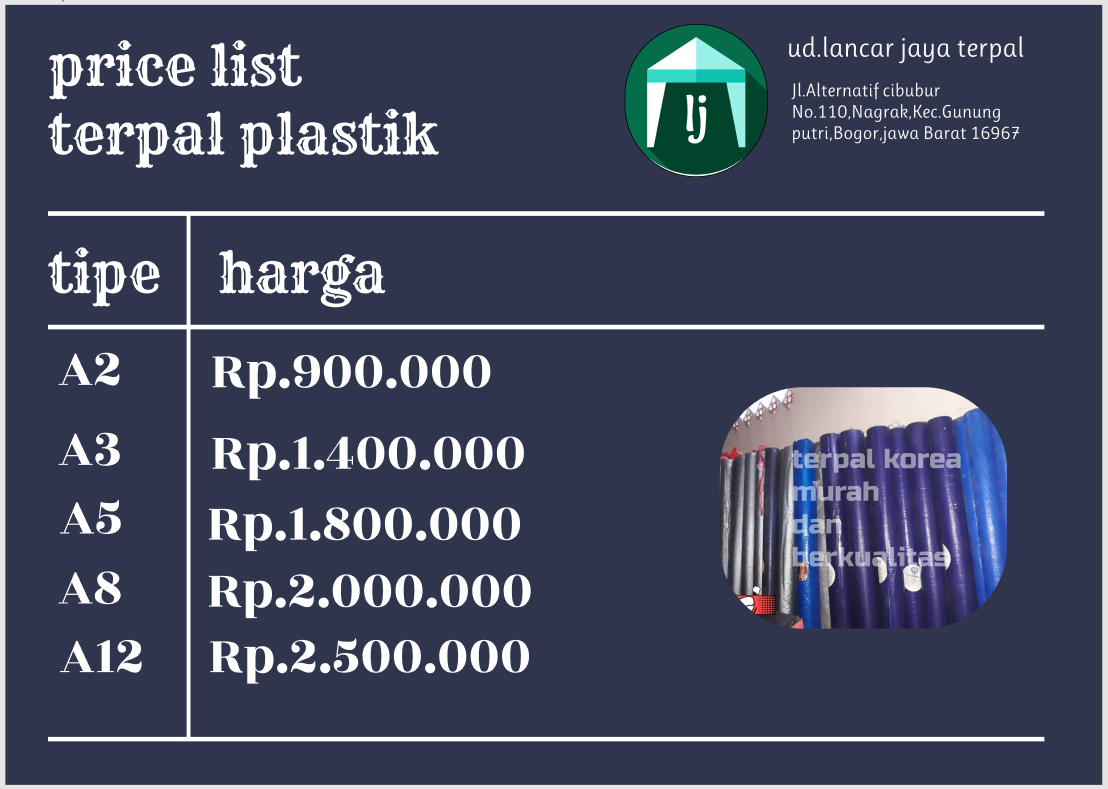 price list
terpal plastik
lj
ud.lancar jaya terpal
Jl.Alternatif cibubur
No.110,Nagrak,Kec.Gunung
putri,Bogor,jawa Barat 16967
tipe harga
A2 Rp.900.000
A3 Rp.1.400.000
A5 Rp.1.800.000
A8 Rp.2.000.000
A12 Rp.2.500.000
terpal korea
murah
dan
berkualitas